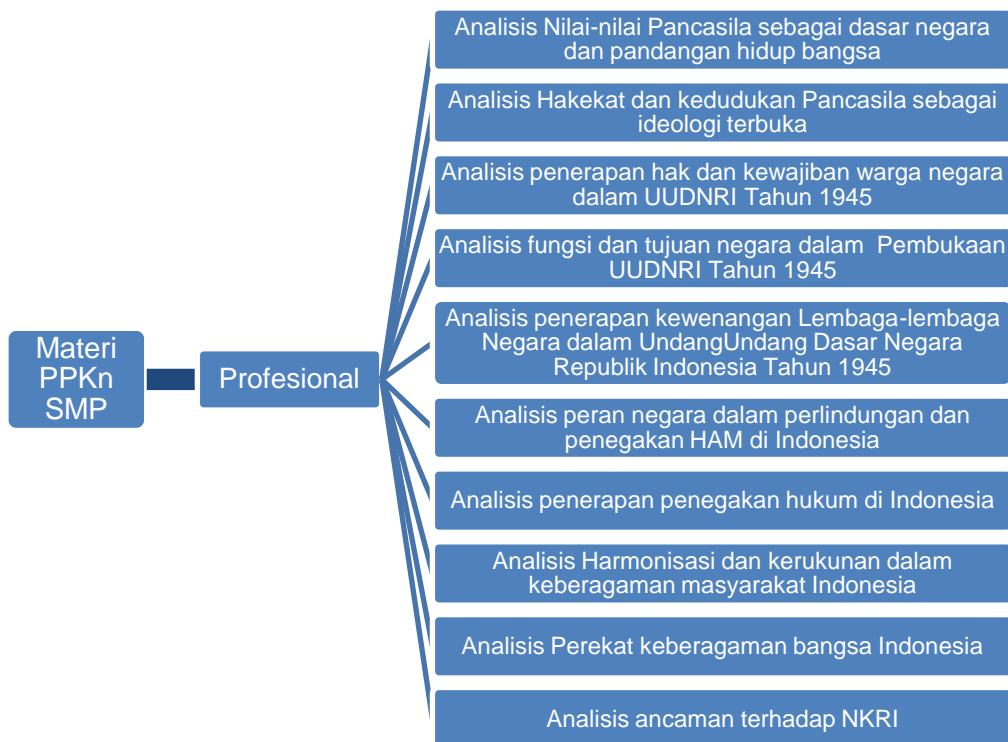 Materi
PPKn
SMP
Profesional
Analisis Nilai-nilai Pancasila sebagai dasar negara
dan pandangan hidup bangsa
Analisis Hakekat dan kedudukan Pancasila sebagai
ideologi terbuka
Analisis penerapan hak dan kewajiban warga negara
dalam UUDNRI Tahun 1945
Analisis fungsi dan tujuan negara dalam Pembukaan
UUDNRI Tahun 1945
Analisis penerapan kewenangan Lembaga-lembaga
Negara dalam UndangUndang Dasar Negara
Republik Indonesia Tahun 1945
Analisis peran negara dalam perlindungan dan
penegakan HAM di Indonesia
Analisis penerapan penegakan hukum di Indonesia
Analisis Harmonisasi dan kerukunan dalam
keberagaman masyarakat Indonesia
Analisis Perekat keberagaman bangsa Indonesia
Analisis ancaman terhadap NKRI